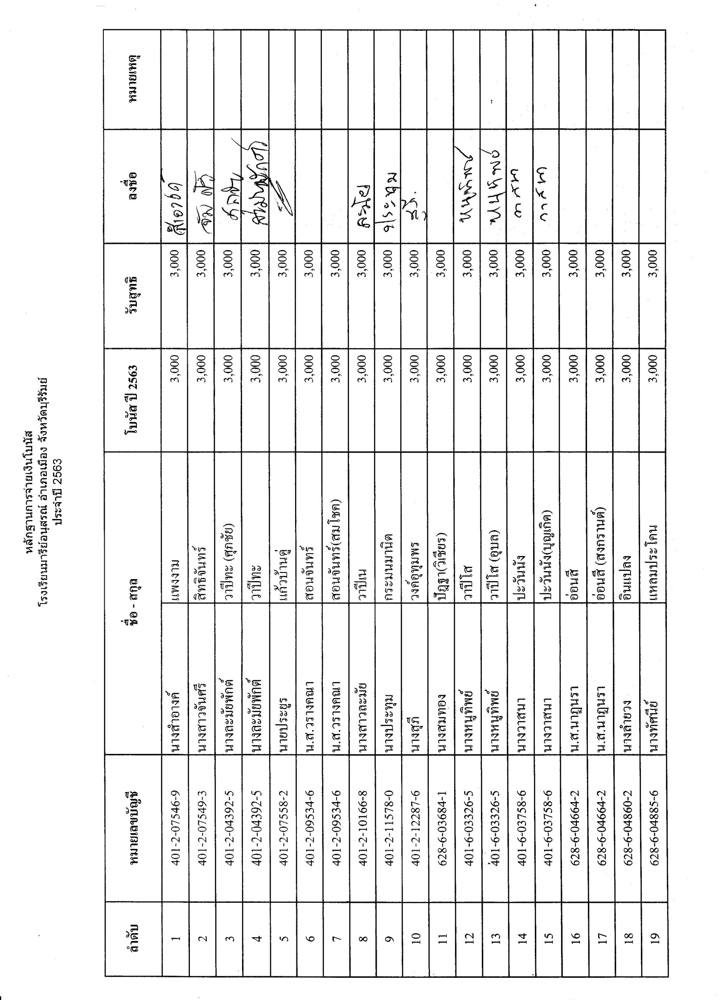 หลักฐานการจ่ายเงินโบนัส
โรงเรียนมารีย์อนุสรณ์ อำเภอเมือง จังหวัดบุรีรัมย์
ประจำปี 2563
ลำดับ หมายเลขบัญชี ชื่อ - สกุล โบนัส ปี 2563 รับสุทธิ ลงชื่อ หมายเหตุ
1 401-2-07546-9 นางสำอางค์ แพงงาม 3,000 3,000
2 401-2-07549-3 นางสาวจันศรี สิทธิจันทร์ 3,000 3,000
3 401-2-04392-5 นางละมัยพักต์ วาปีทะ (ศุภชัย) 3,000 3,000
4 401-2-04392-5 นางละมัยพักต์ วาปีทะ 3,000 3,000
5 401-2-07558-2 นายประยูร แก้วบ้านดู่ 3,000 3,000
6 401-2-09534-6 น.ส.วรางคณา สอนจันทร์ 3,000 3,000
7 401-2-09534-6 น.ส.วรางคณา สอนจันทร์(สมโชค) 3,000 3,000
8 401-2-10166-8 นางสาวละมัย วาปีเน 3,000 3,000
9 401-2-11578-0 นางประทุม กระมนมานิต 3,000 3,000 ประทุม
10 401-2-12287-6 นางสุภี วงค์อุทุมพร 3,000 3,000
11 628-6-03684-1 นางสมทอง ปัฏฐา(วิเชียร) 3,000 3,000
12 401-6-03326-5 นางหนูทิพย์ วาปีโส 3,000 3,000 หนูทิพย์
13 401-6-03326-5 นางหนูทิพย์ วาปีโส (อุบล) 3,000 3,000 หนูทิพย์
14 401-6-03758-6 นางวาสนา ปะวันนัง 3,000 3,000 วาสนา
15 401-6-03758-6 นางวาสนา ปะวันนัง(บุญเกิด) 3,000 3,000 วาสนา
16 628-6-04664-2 น.ส.นาฏนรา อ่อนสี 3,000 3,000
17 628-6-04664-2 น.ส.นาฏนรา อ่อนสี (สงกรานต์) 3,000 3,000
18 628-6-04860-2 นางลำยวง อินแปลง 3,000 3,000
19 628-6-04885-6 นางทัศนีย์ แหลมประโคน 3,000 3,000